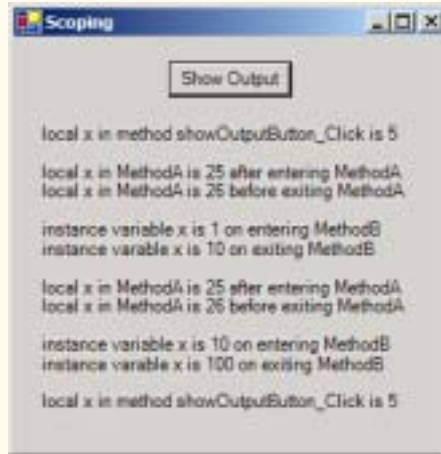 Scoping
Show Output
local x in method showOutputButton_Click is 5
local x in MethodA is 25 after entering MethodA
local x in MethodA is 26 before exiting MethodA
instance variable x is 1 on entering MethodB
instance varable x is 10 on exiting MethodB
local x in MethodA is 25 after entering MethodA
local x in MethodA is 26 before exiting MethodA
instance variable x is 10 on entering MethodB
instance varable x is 100 on exiting MethodB
local x in method showOutputButton_Click is 5